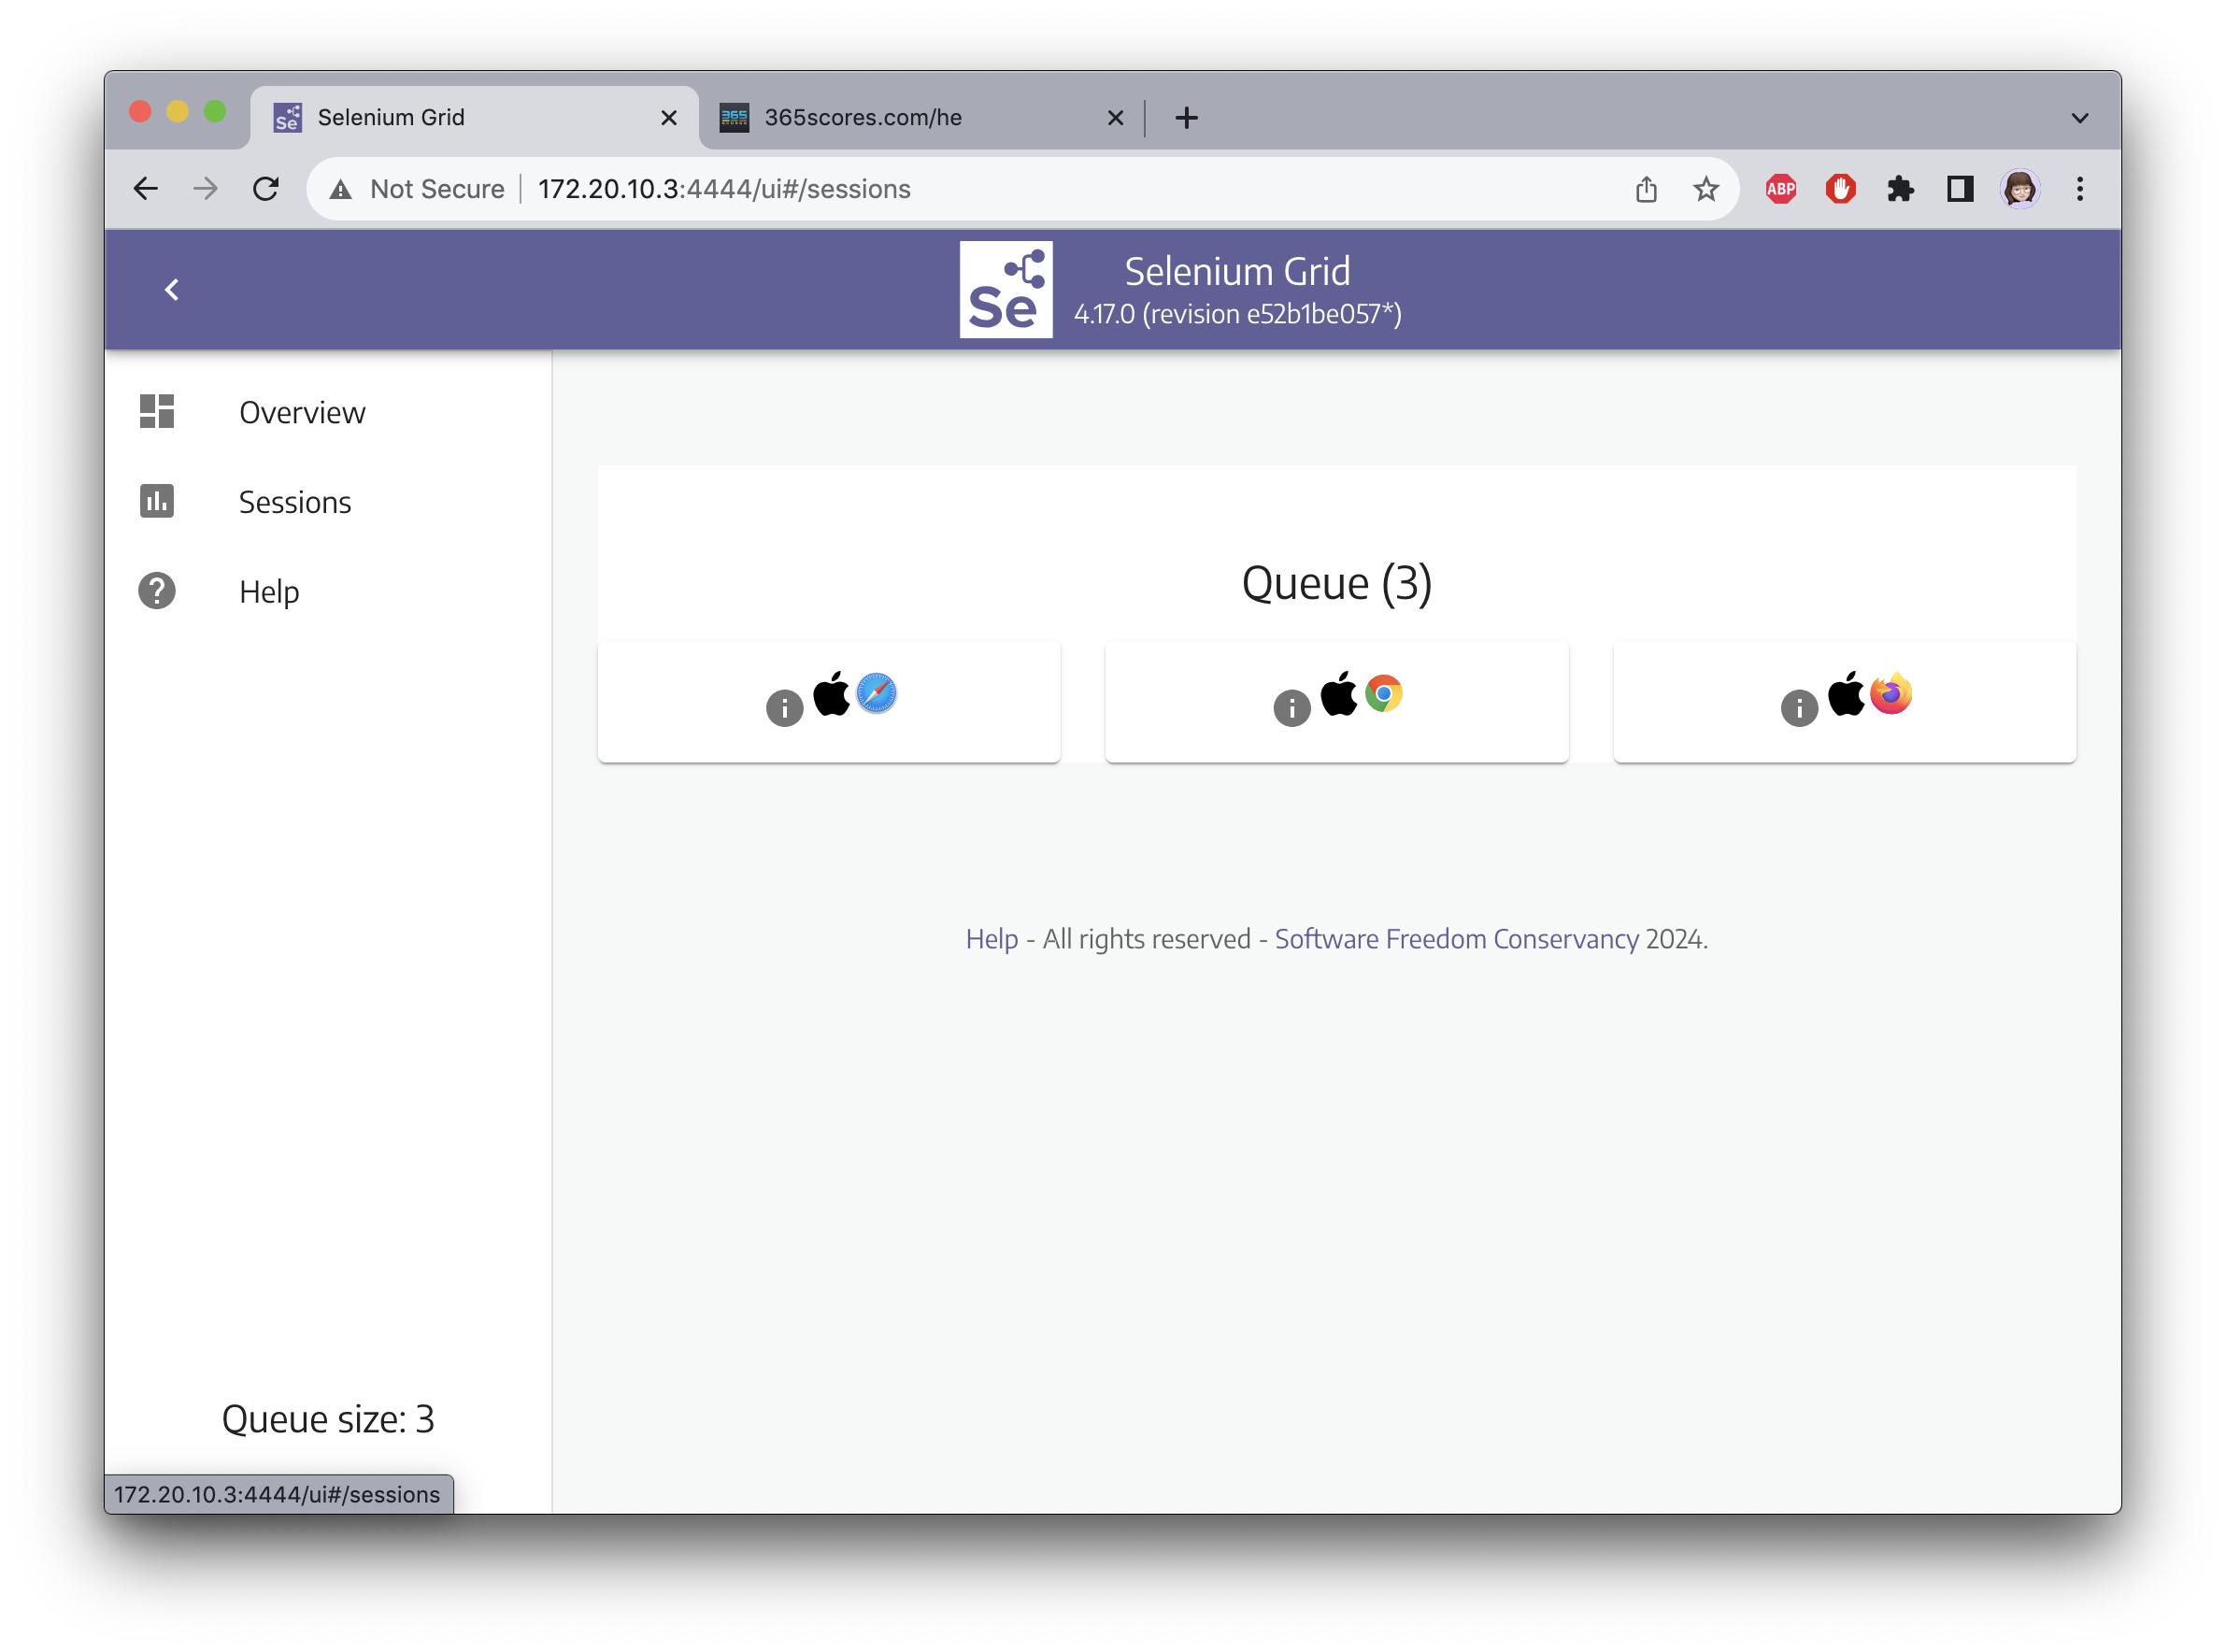 Selenium Grid
365scores.com/he
Not Secure
172.20.10.3:4444/ui#/sessions
ABP
Se
Selenium Grid
4.17.0 (revision e52b1be057*)
Overview
Sessions
Help
Queue (3)
Help - All rights reserved - Software Freedom Conservancy 2024.
Queue size: 3
172.20.10.3:4444/ui#/sessions